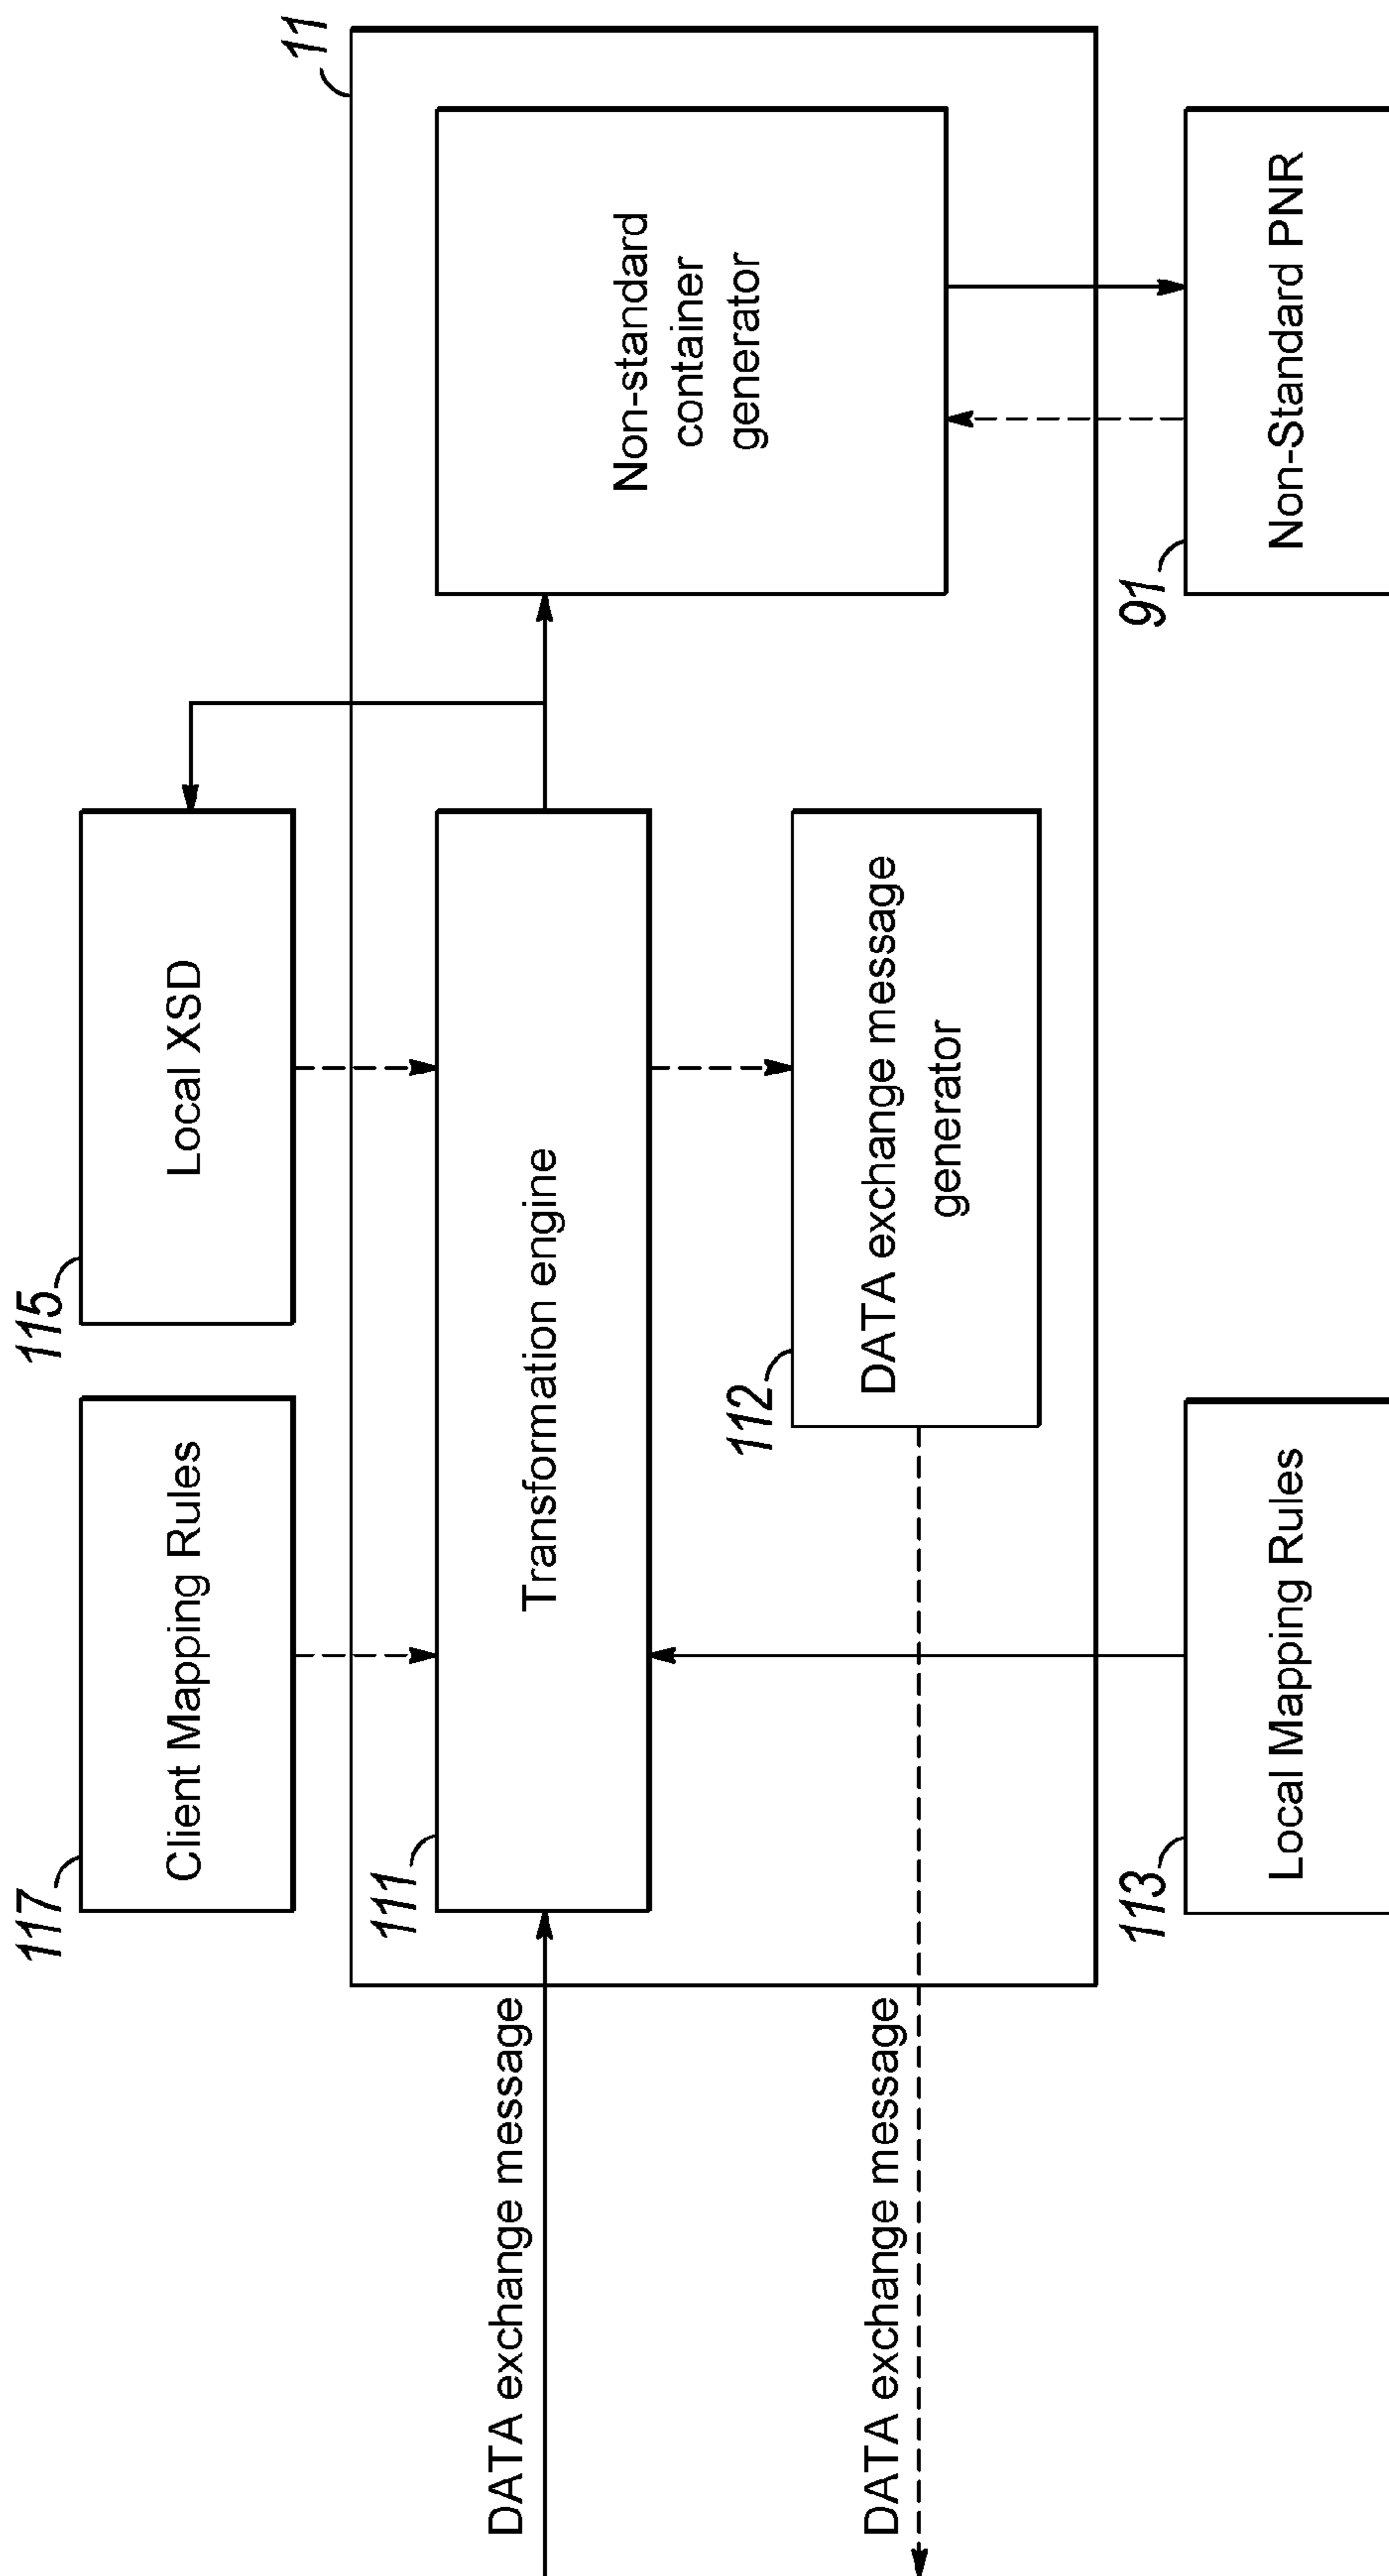 117
Client Mapping Rules
115
Local XSD
11
DATA exchange message
111
Transformation engine
Non-standard
container
generator
DATA exchange message
112
DATA exchange message
generator
113
Local Mapping Rules
91
Non-Standard PNR